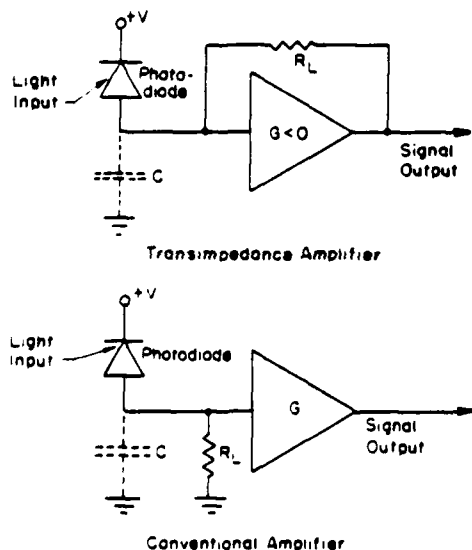 +V
Light
Input
Photo-
diode
R_L
G<0
Signal
Output
C
Transimpedance Amplifier
+V
Light
Input
Photodiode
G
Signal
Output
C
R_L
Conventional Amplifier